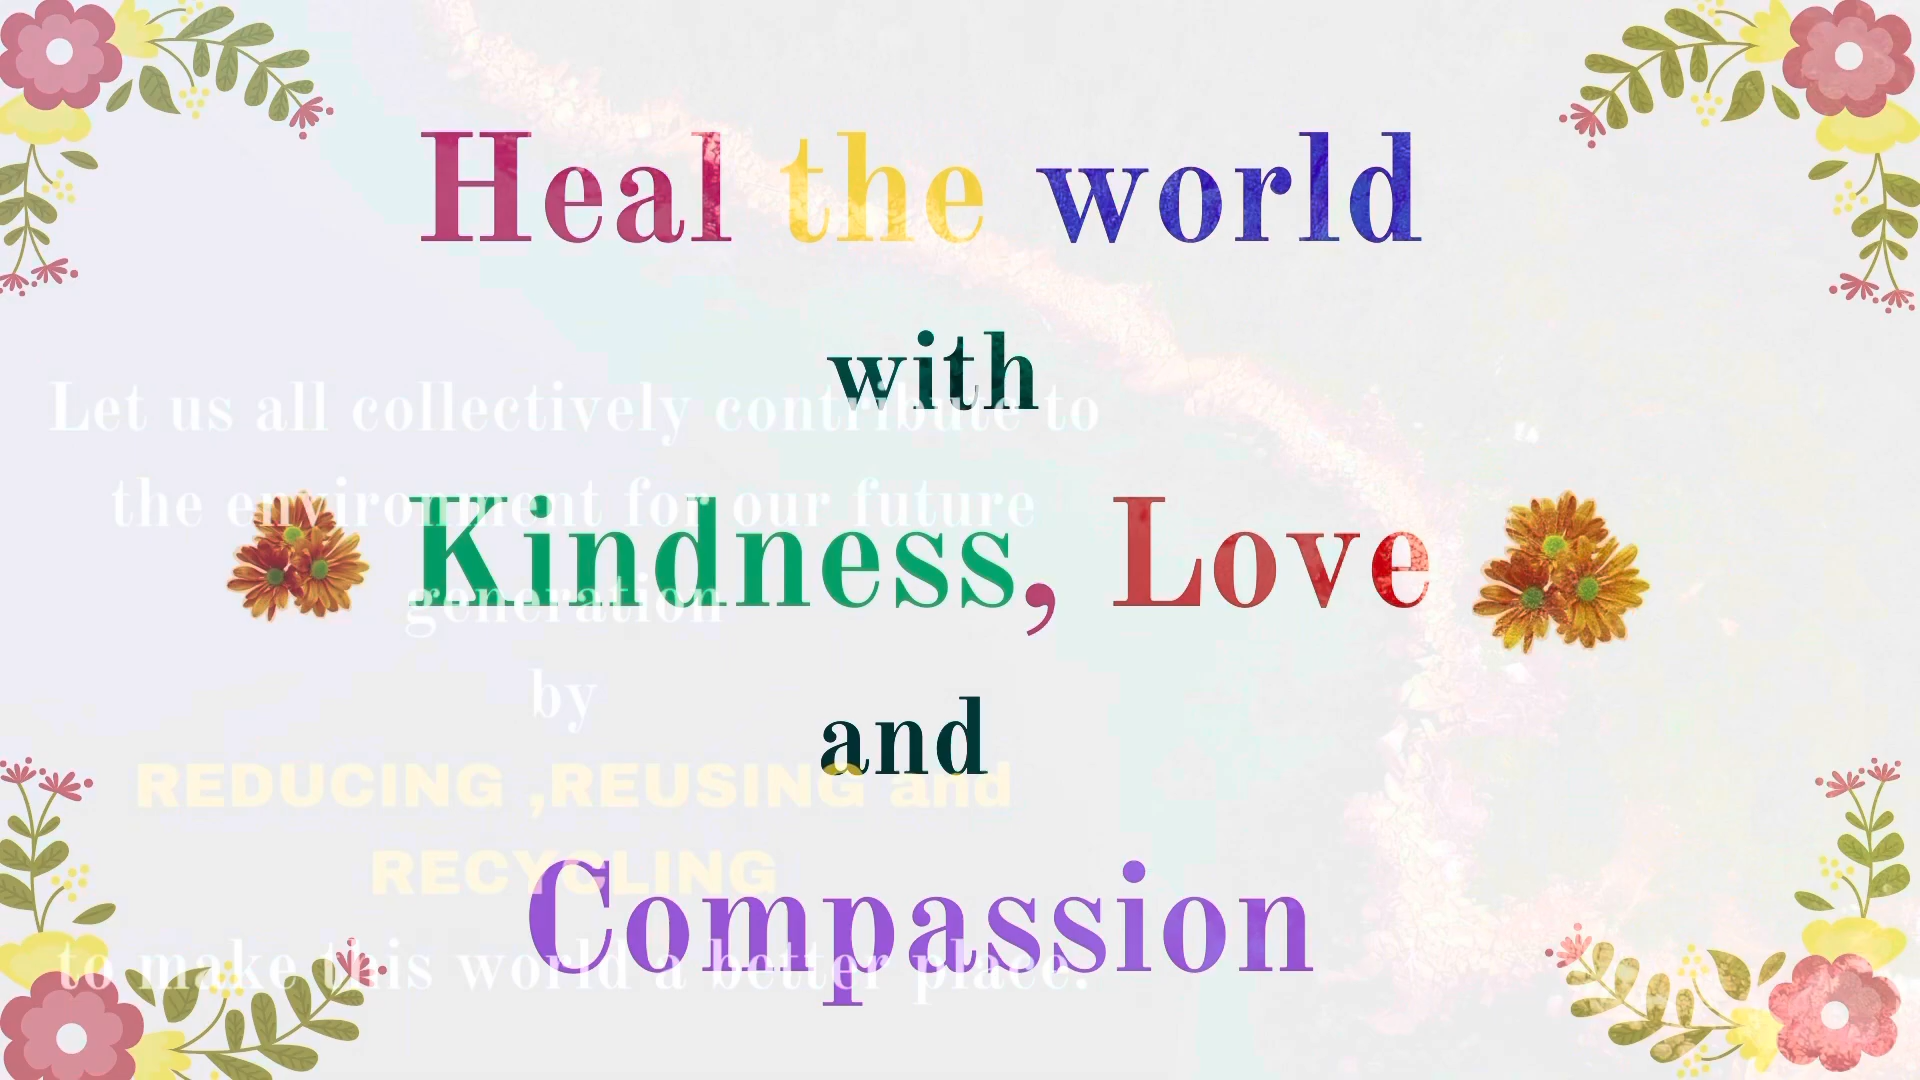 Heal the world
with
Kindness, Love
and
Compassion
Let us all collectively contribute to
the environment for our future
generation
by
REDUCING ,REUSING and
RECYCLING
to make this world a better place.